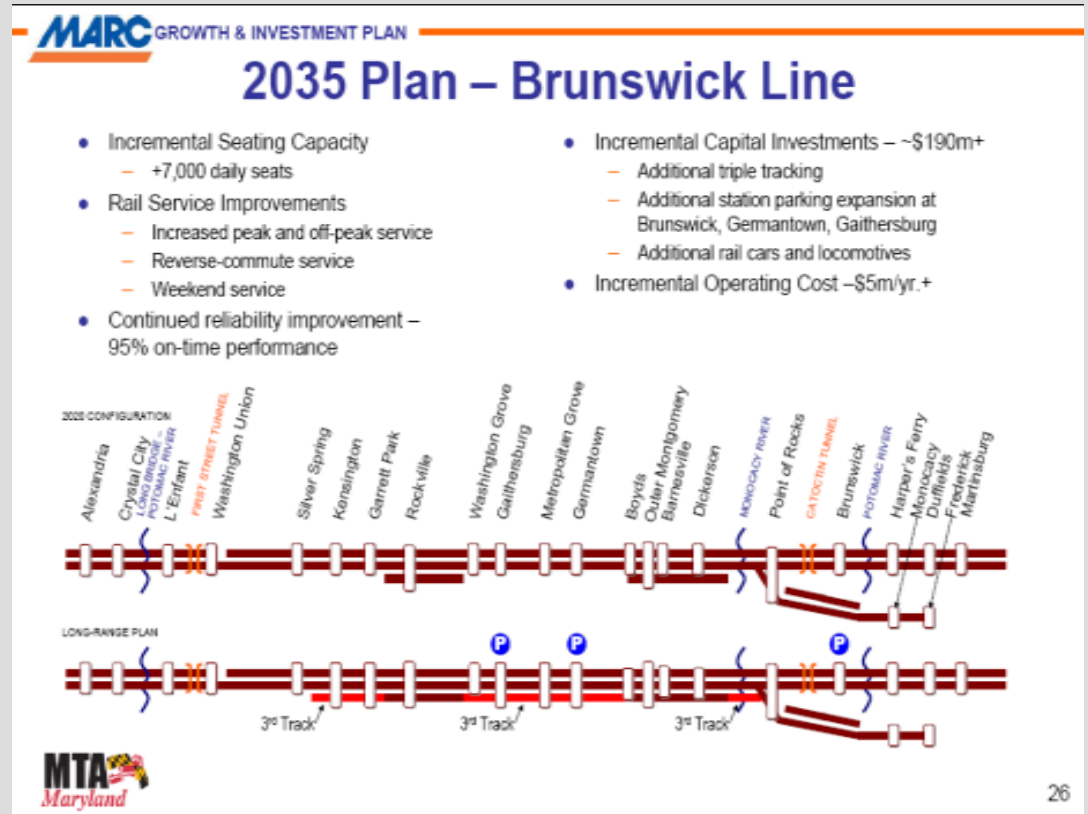 MARC GROWTH & INVESTMENT PLAN
2035 Plan – Brunswick Line
• Incremental Seating Capacity
– +7,000 daily seats
• Rail Service Improvements
– Increased peak and off-peak service
– Reverse-commute service
– Weekend service
• Continued reliability improvement –
95% on-time performance
• Incremental Capital Investments – ~$190m+
– Additional triple tracking
– Additional station parking expansion at
Brunswick, Germantown, Gaithersburg
– Additional rail cars and locomotives
• Incremental Operating Cost –$5m/yr.+
2020 CONFIGURATION
Alexandria
Crystal City
LONG BRIDGE –
POTOMAC RIVER
L'Enfant
FIRST STREET TUNNEL
Washington Union
Silver Spring
Kensington
Garrett Park
Rockville
Washington Grove
Gaithersburg
Metropolitan Grove
Germantown
Boyds
Outer Montgomery
Barnesville
Dickerson
MONOCACY RIVER
Point of Rocks
CATOCTIN TUNNEL
Brunswick
POTOMAC RIVER
Harper's Ferry
Monocacy
Duffields
Frederick
Martinsburg
LONG-RANGE PLAN
P
P
P
3rd Track
3rd Track
3rd Track
MTA
Maryland
26